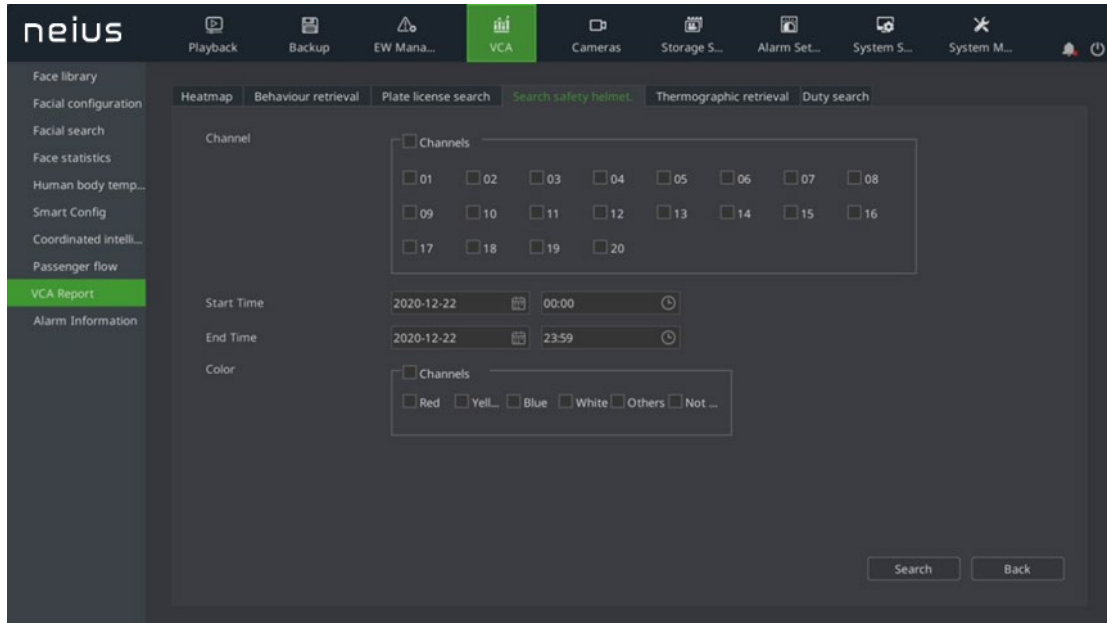 neius
Playback Backup EW Mana... VCA Cameras Storage S... Alarm Set... System S... System M...
Face library
Facial configuration
Facial search
Face statistics
Human body temp...
Smart Config
Coordinated intelli...
Passenger flow
VCA Report
Alarm Information
Heatmap Behaviour retrieval Plate license search Search safety helmet. Thermographic retrieval Duty search
Channel
Channels
01 02 03 04 05 06 07 08
09 10 11 12 13 14 15 16
17 18 19 20
Start Time 2020-12-22 00:00
End Time 2020-12-22 23:59
Color
Channels
Red Yell... Blue White Others Not ...
Search Back